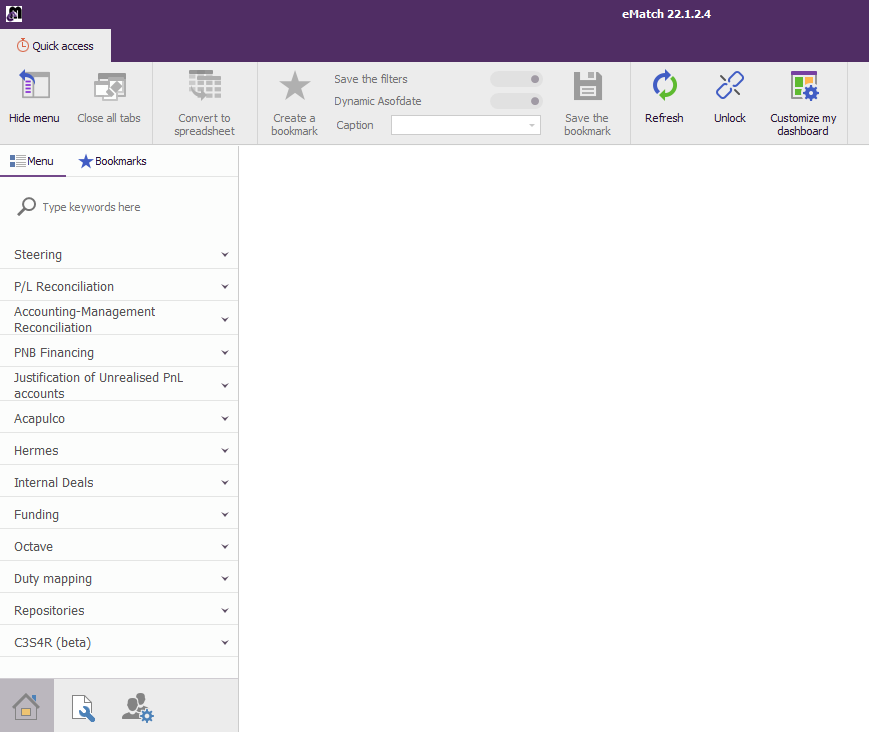 eMatch 22.1.2.4
Quick access
Hide menu
Close all tabs
Convert to
spreadsheet
Create a
bookmark
Save the filters
Dynamic Asofdate
Caption
Save the
bookmark
Refresh
Unlock
Customize my
dashboard
Menu
Bookmarks
Type keywords here
Steering
P/L Reconciliation
Accounting-Management
Reconciliation
PNB Financing
Justification of Unrealised PnL
accounts
Acapulco
Hermes
Internal Deals
Funding
Octave
Duty mapping
Repositories
C3S4R (beta)